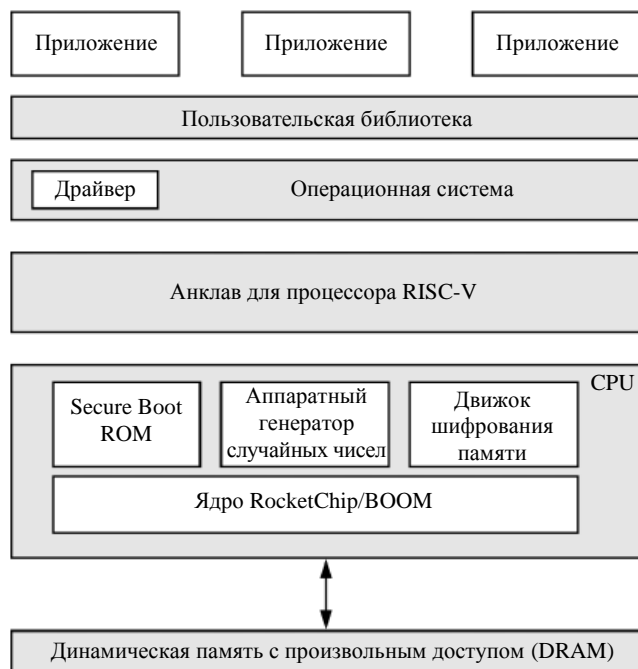 Приложение
Приложение
Приложение
Пользовательская библиотека
Драйвер
Операционная система
Анклав для процессора RISC-V
CPU
Secure Boot
ROM
Аппаратный
генератор
случайных чисел
Движок
шифрования
памяти
Ядро RocketChip/BOOM
Динамическая память с произвольным доступом (DRAM)